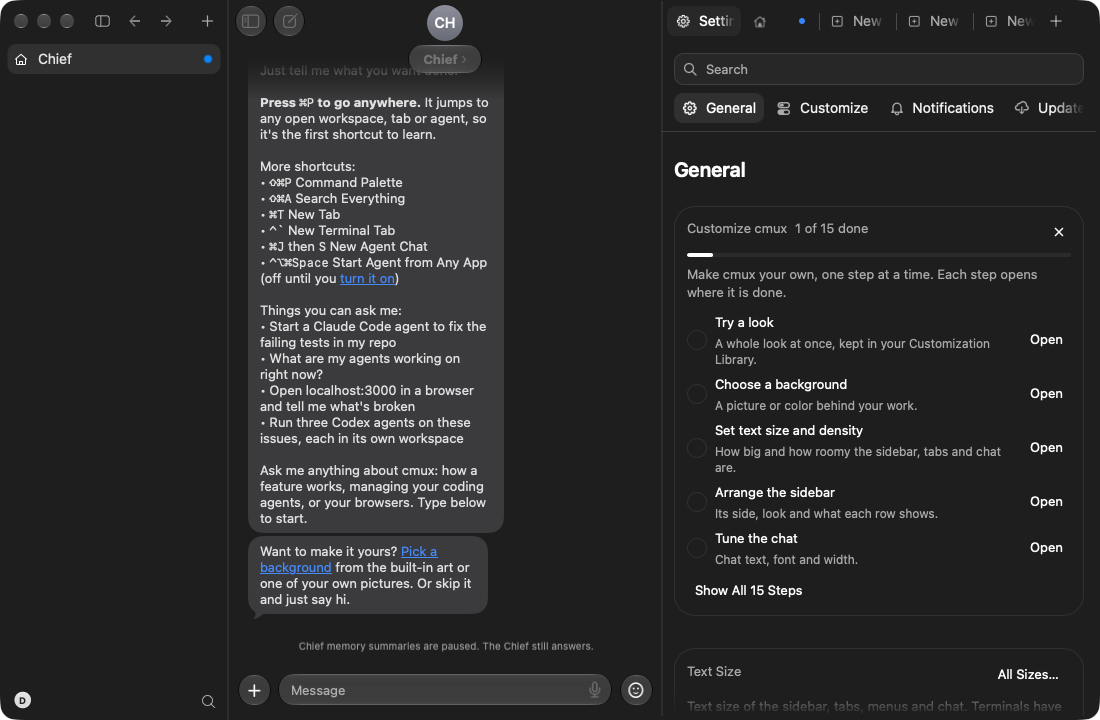 Chief
D
CH
Chief ›
Just tell me what you want done.
Press ⌘P to go anywhere. It jumps to
any open workspace, tab or agent, so
it's the first shortcut to learn.
More shortcuts:
• ⇧⌘P Command Palette
• ⇧⌘A Search Everything
• ⌘T New Tab
• ^` New Terminal Tab
• ⌘J then S New Agent Chat
• ^⌥⌘Space Start Agent from Any App
(off until you turn it on)
Things you can ask me:
• Start a Claude Code agent to fix the
failing tests in my repo
• What are my agents working on
right now?
• Open localhost:3000 in a browser
and tell me what's broken
• Run three Codex agents on these
issues, each in its own workspace
Ask me anything about cmux: how a
feature works, managing your coding
agents, or your browsers. Type below
to start.
Want to make it yours? Pick a
background from the built-in art or
one of your own pictures. Or skip it
and just say hi.
Chief memory summaries are paused. The Chief still answers.
Message
Settin New New New
Search
General Customize Notifications Update
General
Customize cmux 1 of 15 done
Make cmux your own, one step at a time. Each step opens
where it is done.
Try a look
A whole look at once, kept in your Customization
Library.
Open
Choose a background
A picture or color behind your work.
Open
Set text size and density
How big and how roomy the sidebar, tabs and chat
are.
Open
Arrange the sidebar
Its side, look and what each row shows.
Open
Tune the chat
Chat text, font and width.
Open
Show All 15 Steps
Text Size
All Sizes...
Text size of the sidebar, tabs, menus and chat. Terminals have